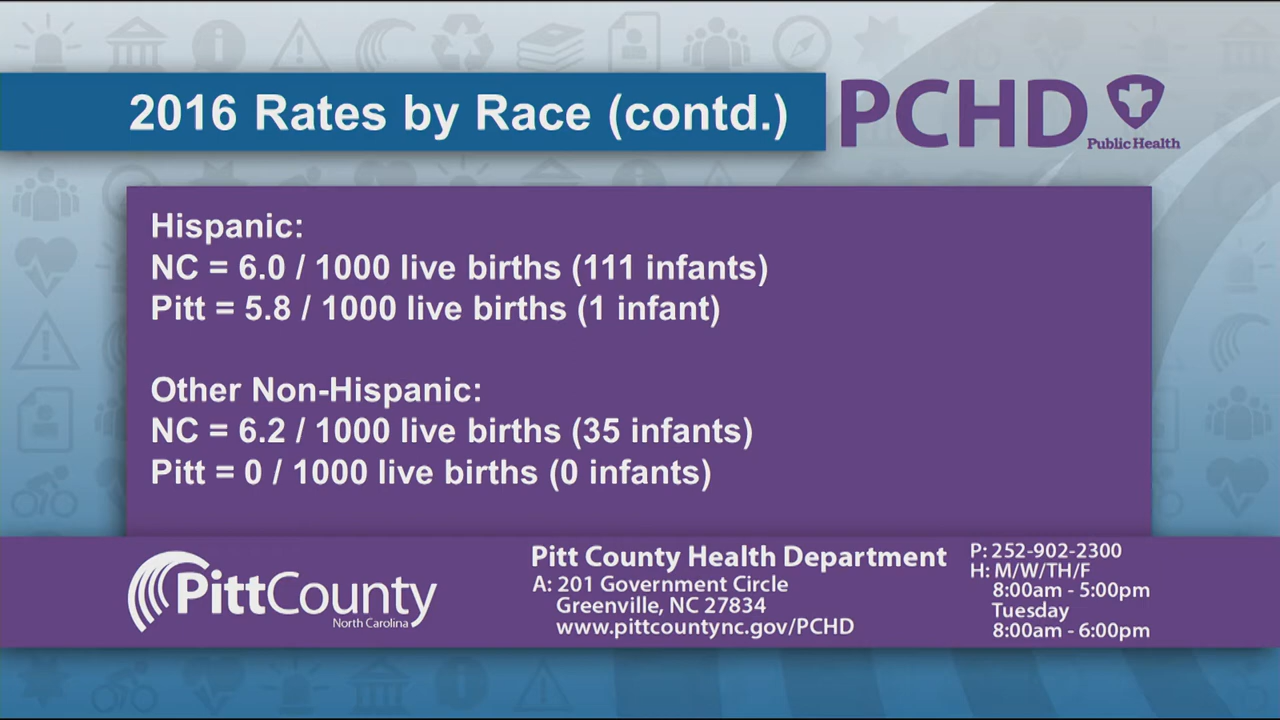 2016 Rates by Race (contd.)
PCHD
Public Health
Hispanic:
NC = 6.0 / 1000 live births (111 infants)
Pitt = 5.8 / 1000 live births (1 infant)
Other Non-Hispanic:
NC = 6.2 / 1000 live births (35 infants)
Pitt = 0 / 1000 live births (0 infants)
PittCounty
North Carolina
Pitt County Health Department
A: 201 Government Circle
Greenville, NC 27834
www.pittcountync.gov/PCHD
P: 252-902-2300
H: M/W/TH/F
8:00am - 5:00pm
Tuesday
8:00am - 6:00pm